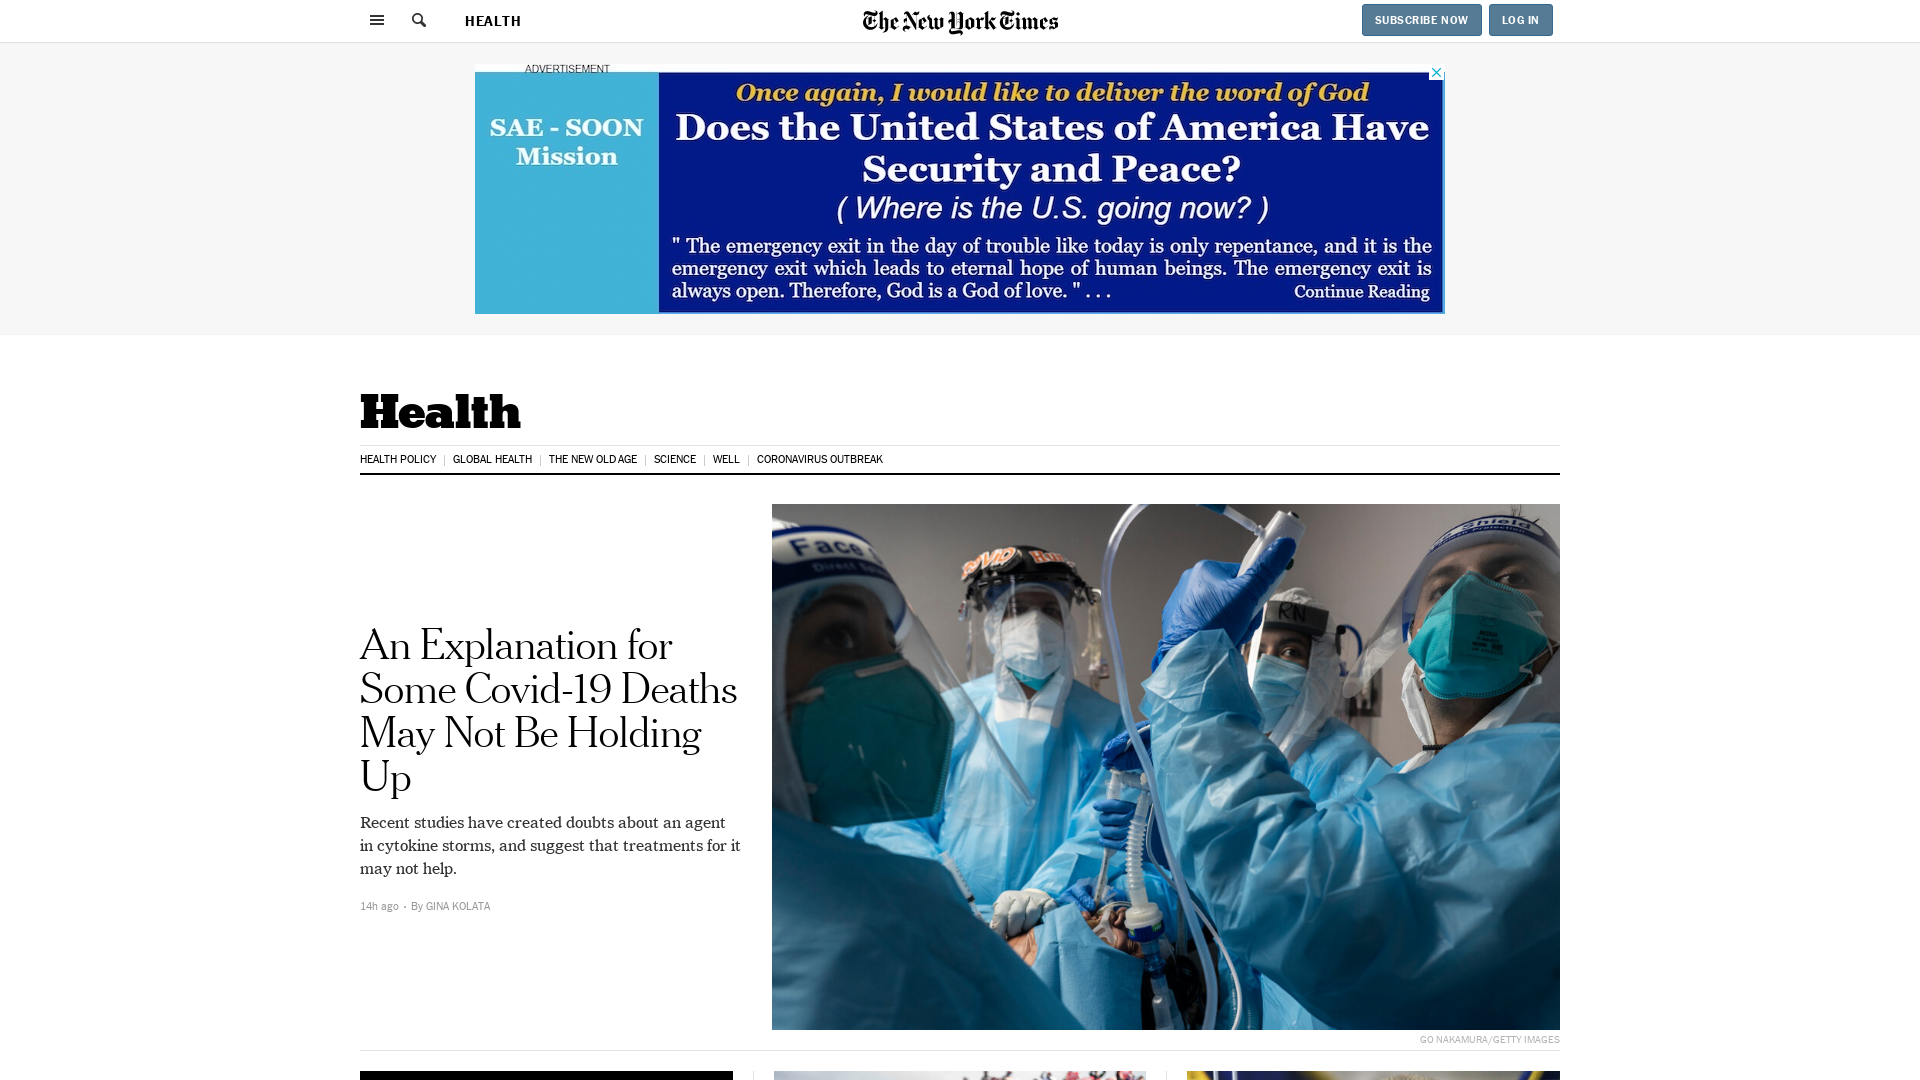 HEALTH
The New York Times
SUBSCRIBE NOW
LOG IN
ADVERTISEMENT
SAE - SOON
Mission
Once again, I would like to deliver the word of God
Does the United States of America Have
Security and Peace?
( Where is the U.S. going now? )
" The emergency exit in the day of trouble like today is only repentance, and it is the
emergency exit which leads to eternal hope of human beings. The emergency exit is
always open. Therefore, God is a God of love. " . . .
Continue Reading
Health
HEALTH POLICY
GLOBAL HEALTH
THE NEW OLD AGE
SCIENCE
WELL
CORONAVIRUS OUTBREAK
An Explanation for
Some Covid-19 Deaths
May Not Be Holding
Up
Recent studies have created doubts about an agent
in cytokine storms, and suggest that treatments for it
may not help.
14h ago · By GINA KOLATA
Face
Shield
RN
GO NAKAMURA/GETTY IMAGES